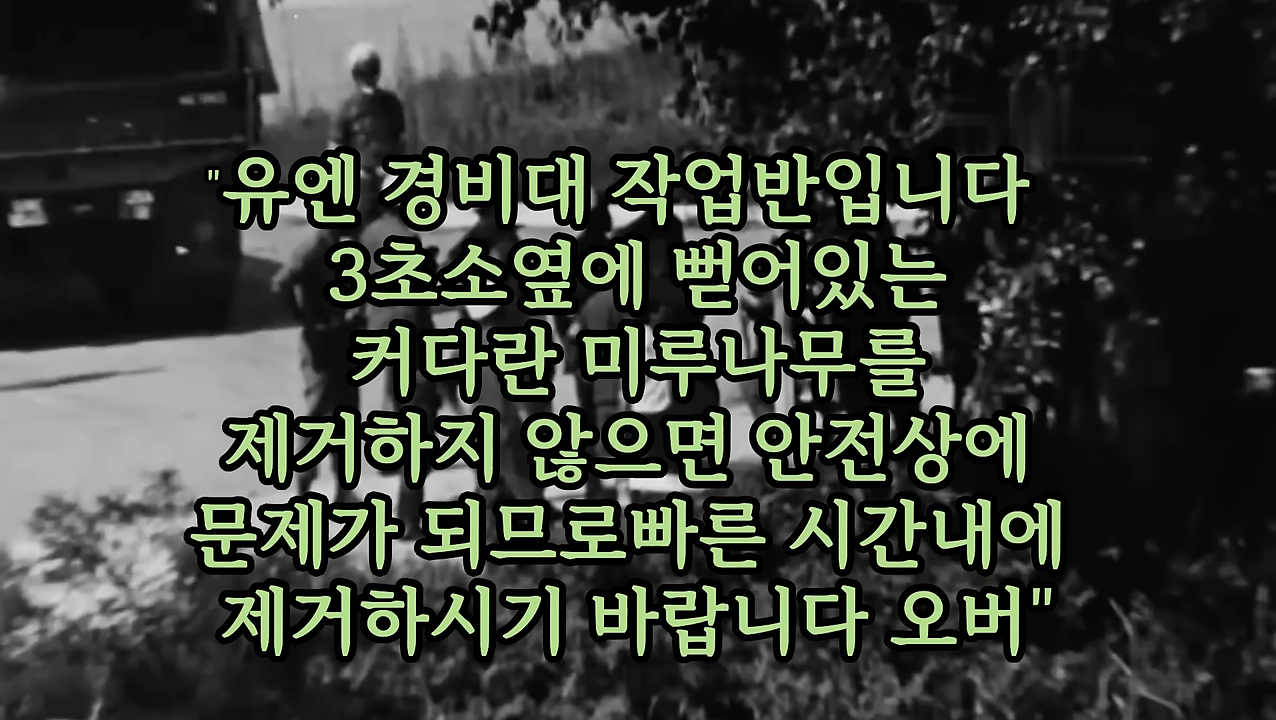 "유엔 경비대 작업반입니다
3초소옆에 뻗어있는
커다란 미루나무를
제거하지 않으면 안전상에
문제가 되므로빠른 시간내에
제거하시기 바랍니다 오버"